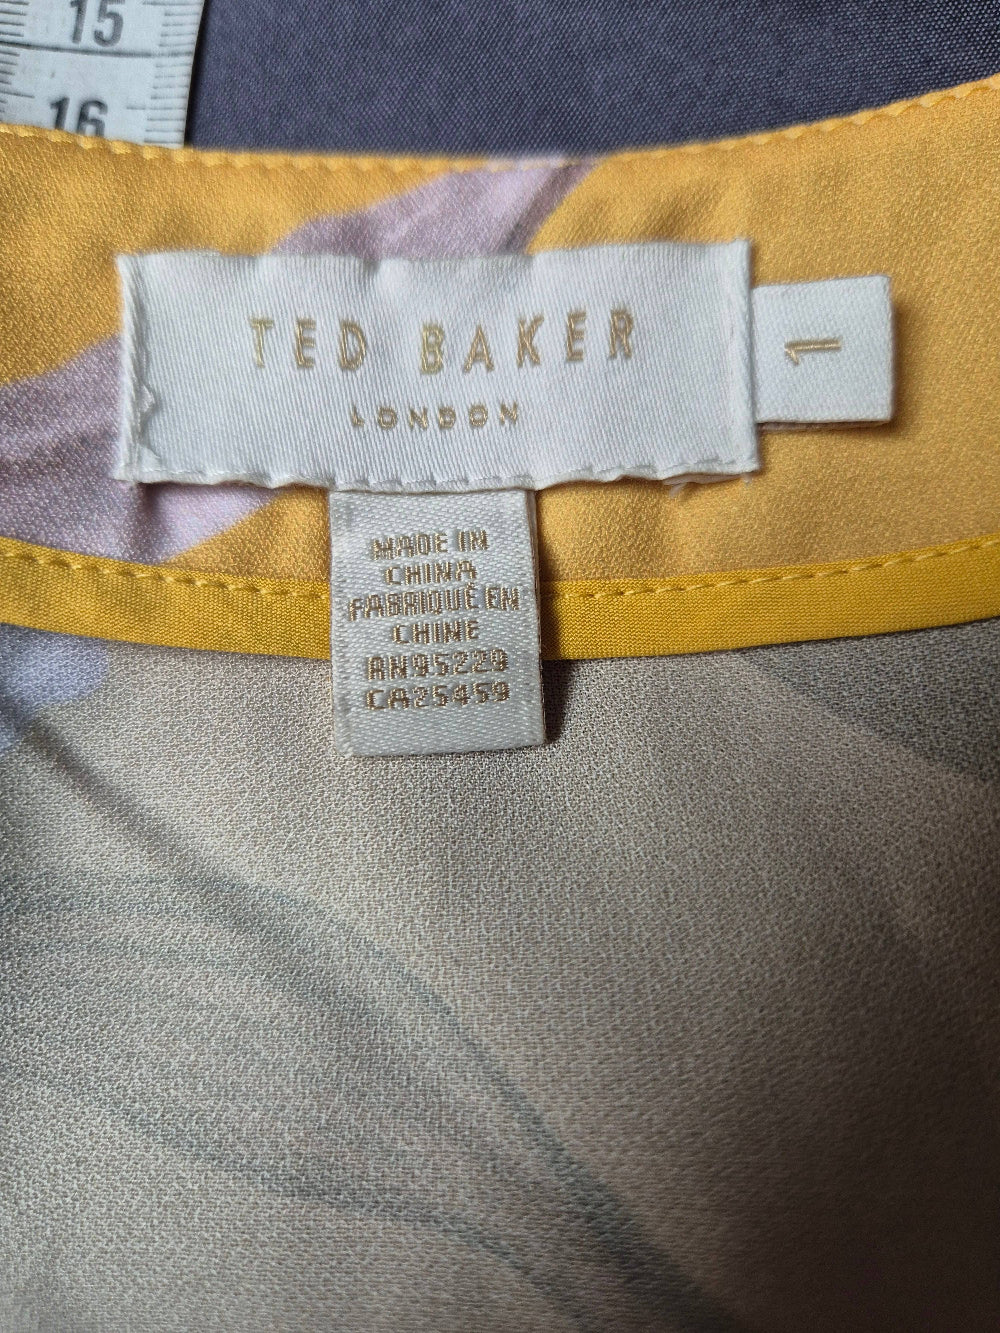 15
16
TED BAKER
LONDON
1
MADE IN
CHINA
FABRIQUÉ EN
CHINE
RN95229
CA25459